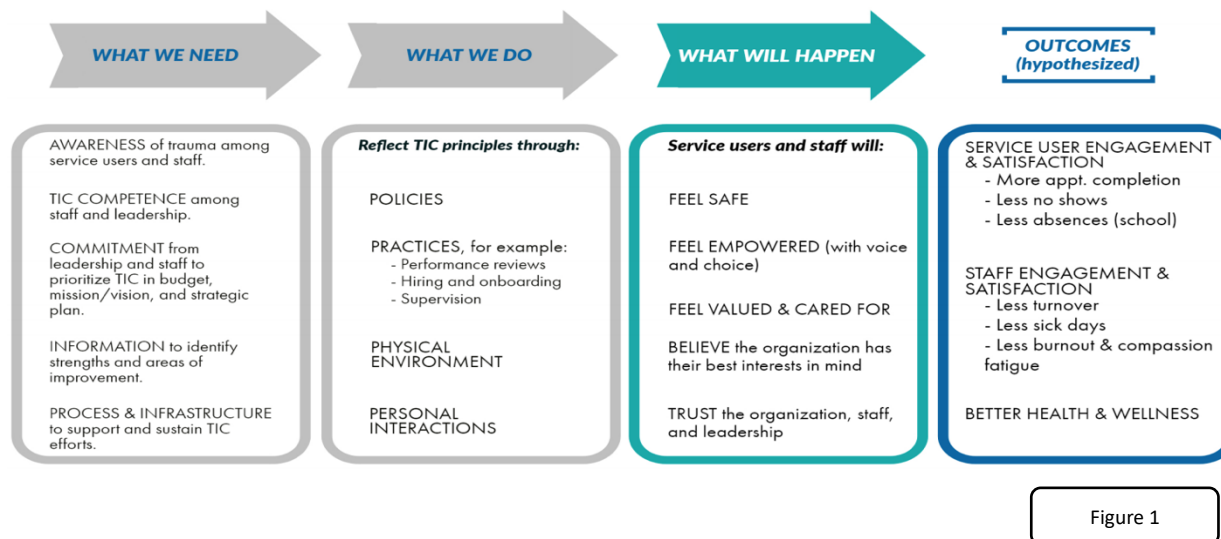 WHAT WE NEED
WHAT WE DO
WHAT WILL HAPPEN
OUTCOMES
(hypothesized)
AWARENESS of trauma among
service users and staff.
TIC COMPETENCE among
staff and leadership.
COMMITMENT from
leadership and staff to
prioritize TIC in budget,
mission/vision, and strategic
plan.
INFORMATION to identify
strengths and areas of
improvement.
PROCESS & INFRASTRUCTURE
to support and sustain TIC
efforts.
Reflect TIC principles through:
POLICIES
PRACTICES, for example:
- Performance reviews
- Hiring and onboarding
- Supervision
PHYSICAL
ENVIRONMENT
PERSONAL
INTERACTIONS
Service users and staff will:
FEEL SAFE
FEEL EMPOWERED (with voice
and choice)
FEEL VALUED & CARED FOR
BELIEVE the organization has
their best interests in mind
TRUST the organization, staff,
and leadership
SERVICE USER ENGAGEMENT
& SATISFACTION
- More appt. completion
- Less no shows
- Less absences (school)
STAFF ENGAGEMENT &
SATISFACTION
- Less turnover
- Less sick days
- Less burnout & compassion
fatigue
BETTER HEALTH & WELLNESS
Figure 1